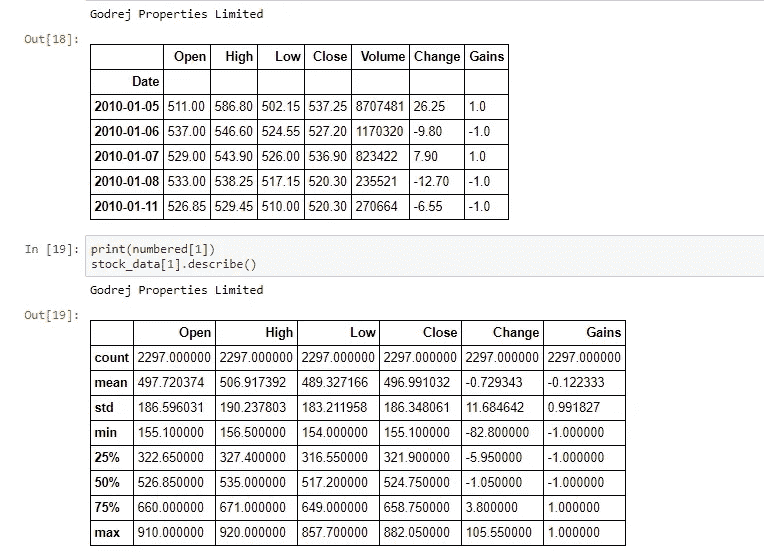 Godrej Properties Limited
Out[18]:
Open High Low Close Volume Change Gains
Date
2010-01-05 511.00 586.80 502.15 537.25 8707481 26.25 1.0
2010-01-06 537.00 546.60 524.55 527.20 1170320 -9.80 -1.0
2010-01-07 529.00 543.90 526.00 536.90 823422 7.90 1.0
2010-01-08 533.00 538.25 517.15 520.30 235521 -12.70 -1.0
2010-01-11 526.85 529.45 510.00 520.30 270664 -6.55 -1.0
In [19]: print(numbered[1])
stock_data[1].describe()
Godrej Properties Limited
Out[19]:
Open High Low Close Change Gains
count 2297.000000 2297.000000 2297.000000 2297.000000 2297.000000 2297.000000
mean 497.720374 506.917392 489.327166 496.991032 -0.729343 -0.122333
std 186.596031 190.237803 183.211958 186.348061 11.684642 0.991827
min 155.100000 156.500000 154.000000 155.100000 -82.800000 -1.000000
25% 322.650000 327.400000 316.550000 321.900000 -5.950000 -1.000000
50% 526.850000 535.000000 517.200000 524.750000 -1.050000 -1.000000
75% 660.000000 671.000000 649.000000 658.750000 3.800000 1.000000
max 910.000000 920.000000 857.700000 882.050000 105.550000 1.000000